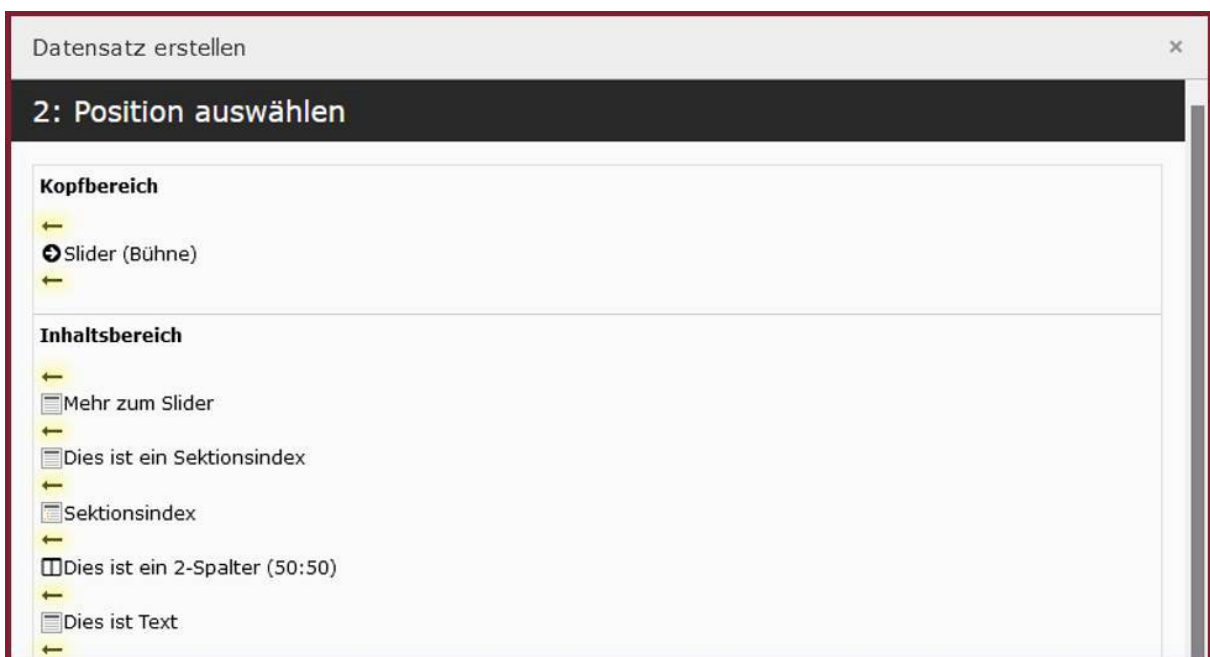 Datensatz erstellen ×
2: Position auswählen
Kopfbereich
←
Slider (Bühne)
←
Inhaltsbereich
←
Mehr zum Slider
←
Dies ist ein Sektionsindex
←
Sektionsindex
←
Dies ist ein 2-Spalter (50:50)
←
Dies ist Text
←